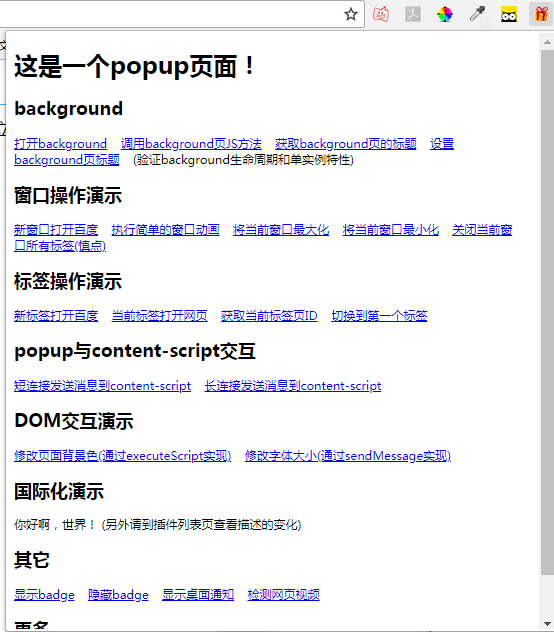 这是一个popup页面！
background
打开background 调用background页JS方法 获取background页的标题 设置
background页标题 (验证background生命周期和单实例特性)
窗口操作演示
新窗口打开百度 执行简单的窗口动画 将当前窗口最大化 将当前窗口最小化 关闭当前窗
口所有标签(慎点)
标签操作演示
新标签打开百度 当前标签打开网页 获取当前标签页ID 切换到第一个标签
popup与content-script交互
短连接发送消息到content-script 长连接发送消息到content-script
DOM交互演示
修改页面背景色(通过executeScript实现) 修改字体大小(通过sendMessage实现)
国际化演示
你好啊，世界！ (另外请到插件列表页查看描述的变化)
其它
显示badge 隐藏badge 显示桌面通知 检测网页视频
更多